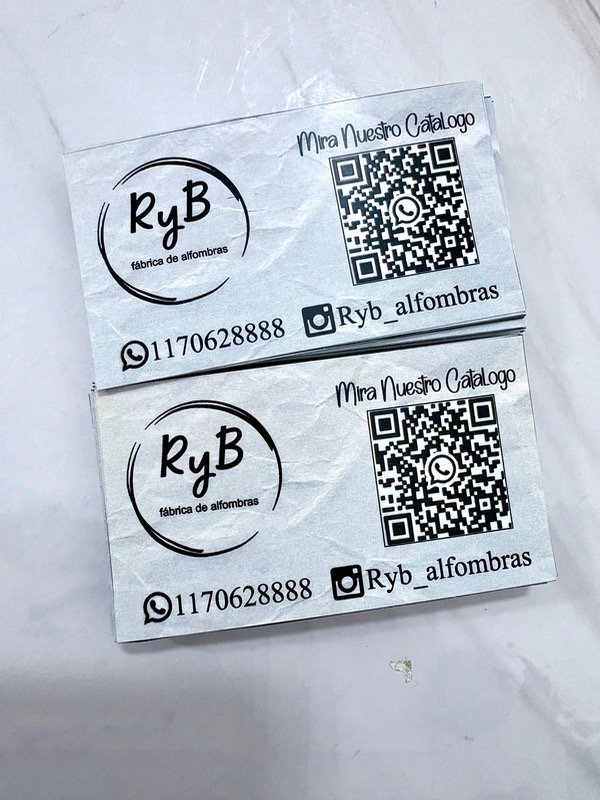 RyB
fábrica de alfombras
Mira Nuestro Catalogo
1170628888
Ryb_alfombras
RyB
fábrica de alfombras
Mira Nuestro Catalogo
1170628888
Ryb_alfombras